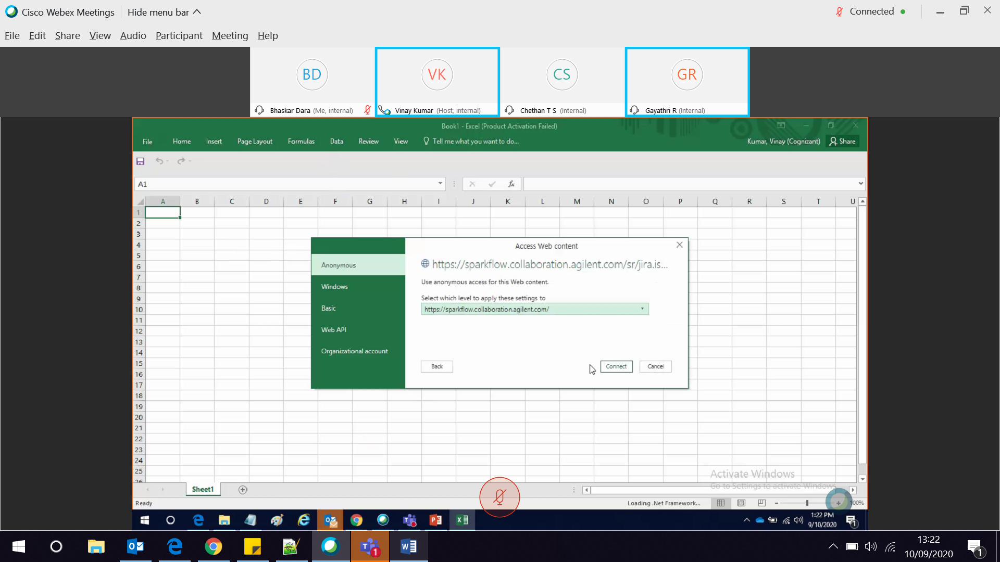 Cisco Webex Meetings Hide menu bar Connected
File Edit Share View Audio Participant Meeting Help
BD VK CS GR
Bhaskar Dara (Me, internal) Vinay Kumar (Host, internal) Chethan T S (Internal) Gayathri R (Internal)
Book1 - Excel (Product Activation Failed)
File Home Insert Page Layout Formulas Data Review View Tell me what you want to do... Kumar, Vinay (Cognizant) Share
A1 fx
A B C D E F G H I J K L M N O P Q R S T U
1
2
3
4
Access Web content
5
https://sparkflow.collaboration.agilent.com/sr/jira.is...
Anonymous
6
7
Use anonymous access for this Web content.
Windows
8
9
Select which level to apply these settings to
10
Basic
https://sparkflow.collaboration.agilent.com/
11
12
Web API
13
14
Organizational account
15
Back Connect Cancel
16
17
18
19
20
21
22
23
24
25
26
Activate Windows
Go to Settings to activate Windows.
Sheet1
Ready Loading .Net Framework... 100%
1:22 PM
9/10/2020
1
13:22
10/09/2020
1
1